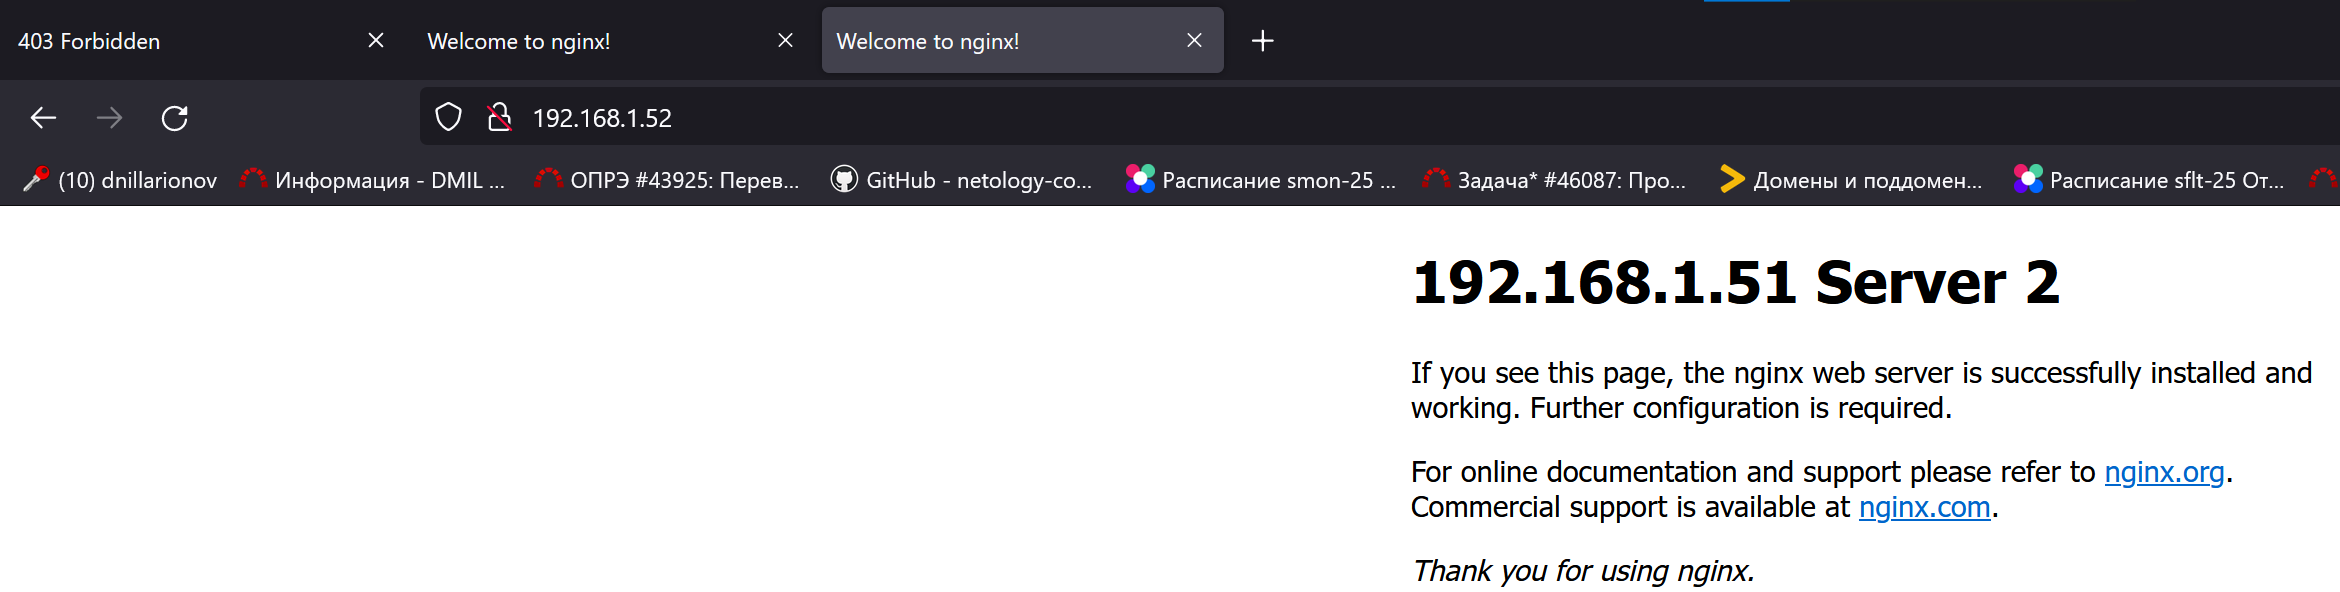 403 Forbidden
Welcome to nginx!
Welcome to nginx!
192.168.1.52
(10) dnillarionov
Информация - DMIL ...
ОПРЭ #43925: Перев...
GitHub - netology-co...
Расписание smon-25 ...
Задача* #46087: Про...
Домены и поддомен...
Расписание sflt-25 От...
192.168.1.51 Server 2
If you see this page, the nginx web server is successfully installed and
working. Further configuration is required.
For online documentation and support please refer to nginx.org.
Commercial support is available at nginx.com.
Thank you for using nginx.